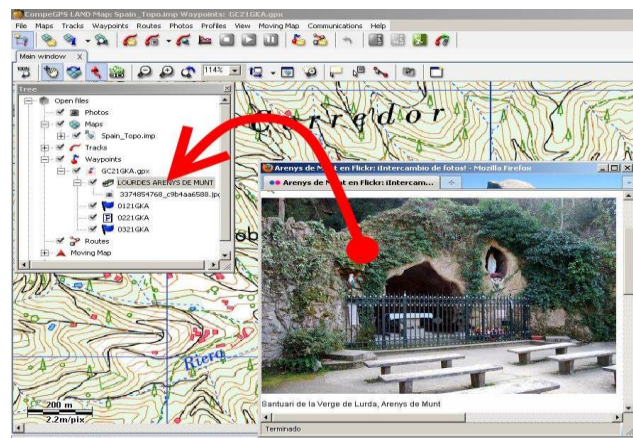 CompeGPS LAND Map: Spain_Topo.imp Waypoints: GC21GKA.gpx
File Maps Tracks Waypoints Routes Photos Profiles View Moving Map Communications Help
Main window X
100% 114%
Tree
Open files
Photos
Maps
Spain_Topo.imp
Tracks
Waypoints
GC21GKA.gpx
LOURDES ARENYS DE MUNT
3374854768_c9b4aa6588.jpg
0121GKA
P 0221GKA
0321GKA
Routes
Moving Map
Corredor
ob
Riera
200 m
2.2m/pix
Arenys de Munt en Flickr: ¡Intercambio de fotos! - Mozilla Firefox
Arenys de Munt en Flickr: ¡Intercam...
Santuari de la Verge de Lurda, Arenys de Munt
Terminado